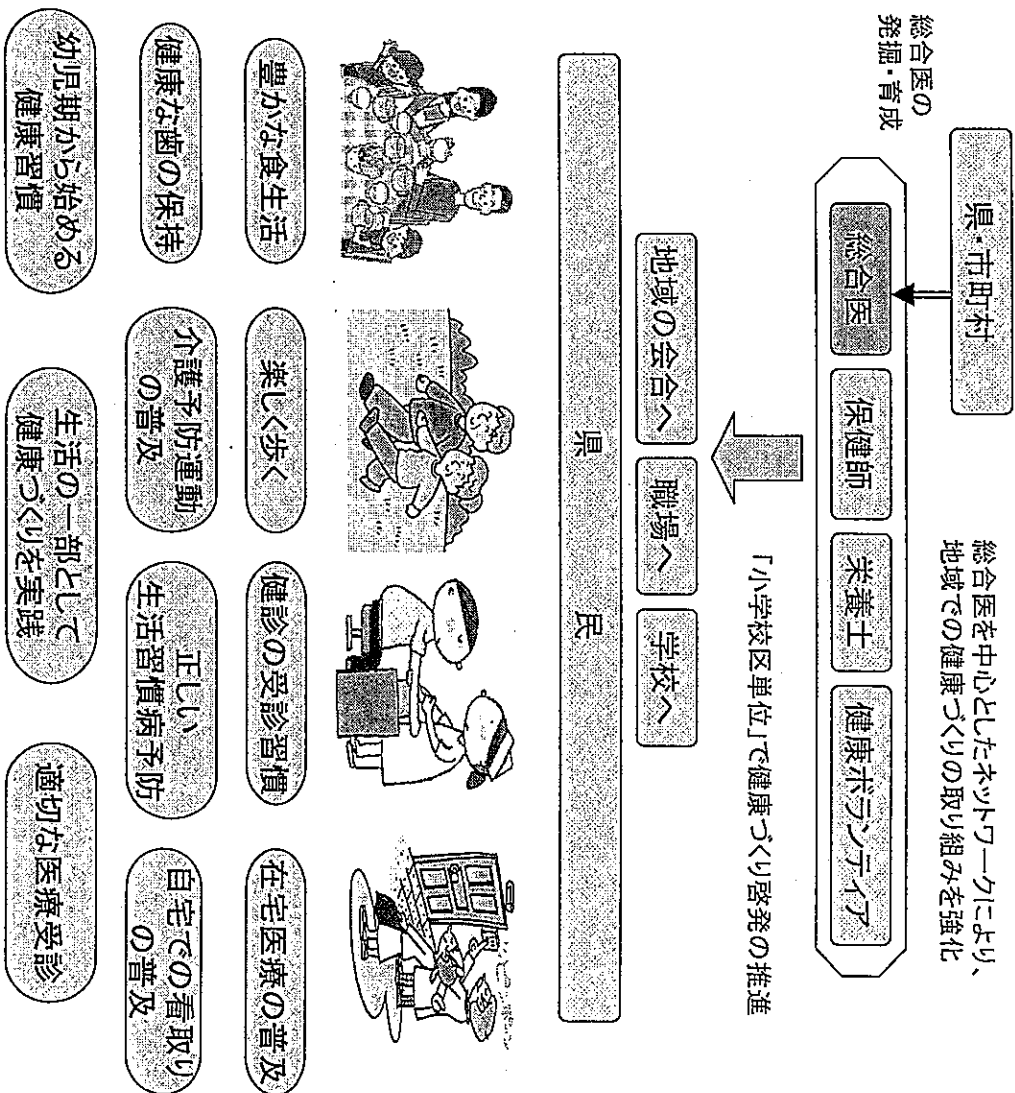 県・市町村
総合医の
発掘・育成
総合医を中心としたネットワークにより、
地域での健康づくりの取り組みを強化
総合医
保健師
栄養士
健康ボランティア
「小学校区単位」で健康づくり啓発の推進
地域の会合へ
職場へ
学校へ
県民
豊かな食生活
楽しく歩く
健診の受診習慣
在宅医療の普及
健康な歯の保持
介護予防運動
の普及
正しい
生活習慣病予防
自宅での看取り
の普及
幼児期から始める
健康習慣
生活の一部として
健康づくりを実践
適切な医療受診